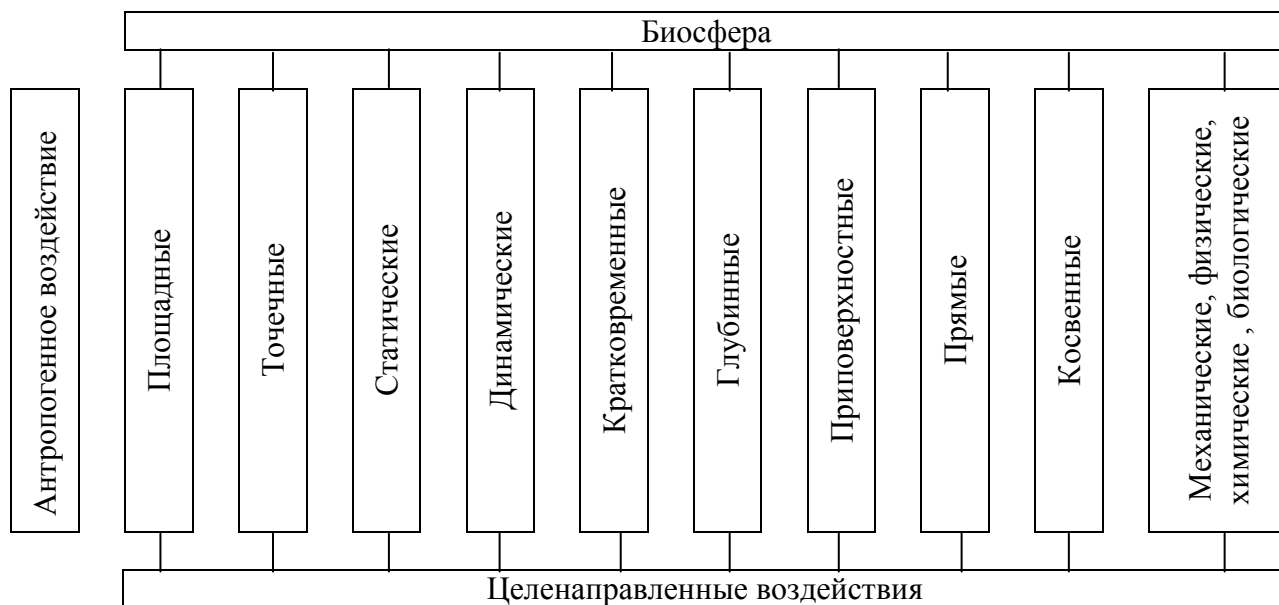 Биосфера
Антропогенное воздействие
Площадные
Точечные
Статические
Динамические
Кратковременные
Глубинные
Приповерхностные
Прямые
Косвенные
Механические, физические,
химические , биологические
Целенаправленные воздействия